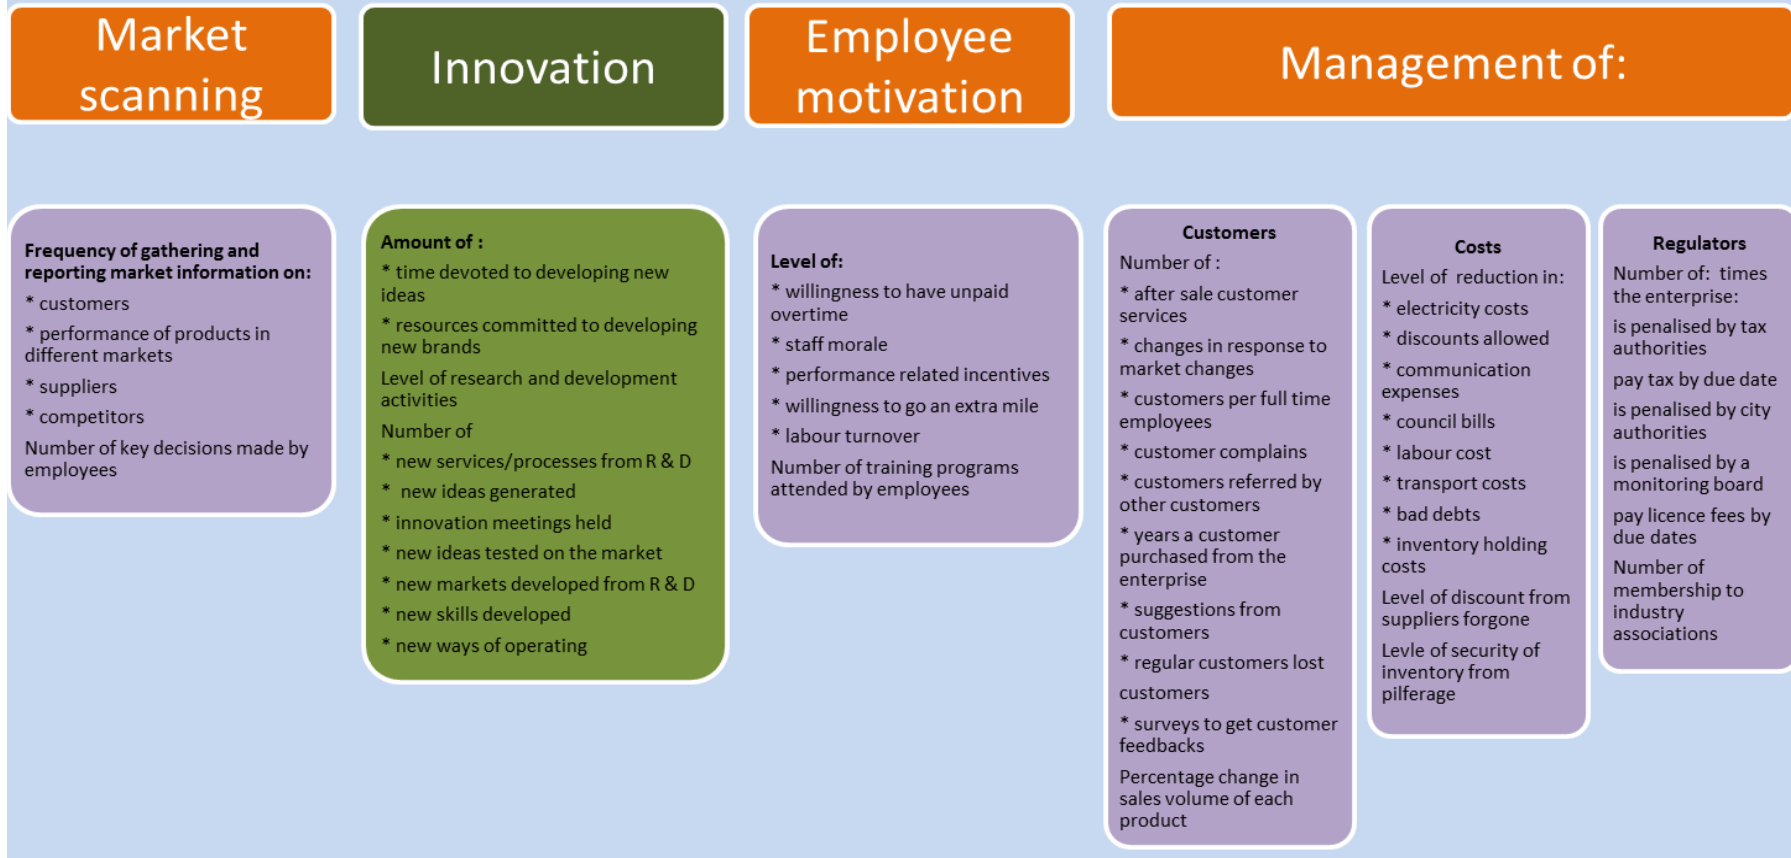 Market
scanning
Innovation
Employee
motivation
Management of:
Frequency of gathering and
reporting market information on:
* customers
* performance of products in
different markets
* suppliers
* competitors
Number of key decisions made by
employees
Amount of :
* time devoted to developing new
ideas
* resources committed to developing
new brands
Level of research and development
activities
Number of
* new services/processes from R & D
* new ideas generated
* innovation meetings held
* new ideas tested on the market
* new markets developed from R & D
* new skills developed
* new ways of operating
Level of:
* willingness to have unpaid
overtime
* staff morale
* performance related incentives
* willingness to go an extra mile
* labour turnover
Number of training programs
attended by employees
Customers
Number of :
* after sale customer
services
* changes in response to
market changes
* customers per full time
employees
* customer complains
* customers referred by
other customers
* years a customer
purchased from the
enterprise
* suggestions from
customers
* regular customers lost
customers
* surveys to get customer
feedbacks
Percentage change in
sales volume of each
product
Costs
Level of reduction in:
* electricity costs
* discounts allowed
* communication
expenses
* council bills
* labour cost
* transport costs
* bad debts
* inventory holding
costs
Level of discount from
suppliers forgone
Levle of security of
inventory from
pilferage
Regulators
Number of: times
the enterprise:
is penalised by tax
authorities
pay tax by due date
is penalised by city
authorities
is penalised by a
monitoring board
pay licence fees by
due dates
Number of
membership to
industry
associations